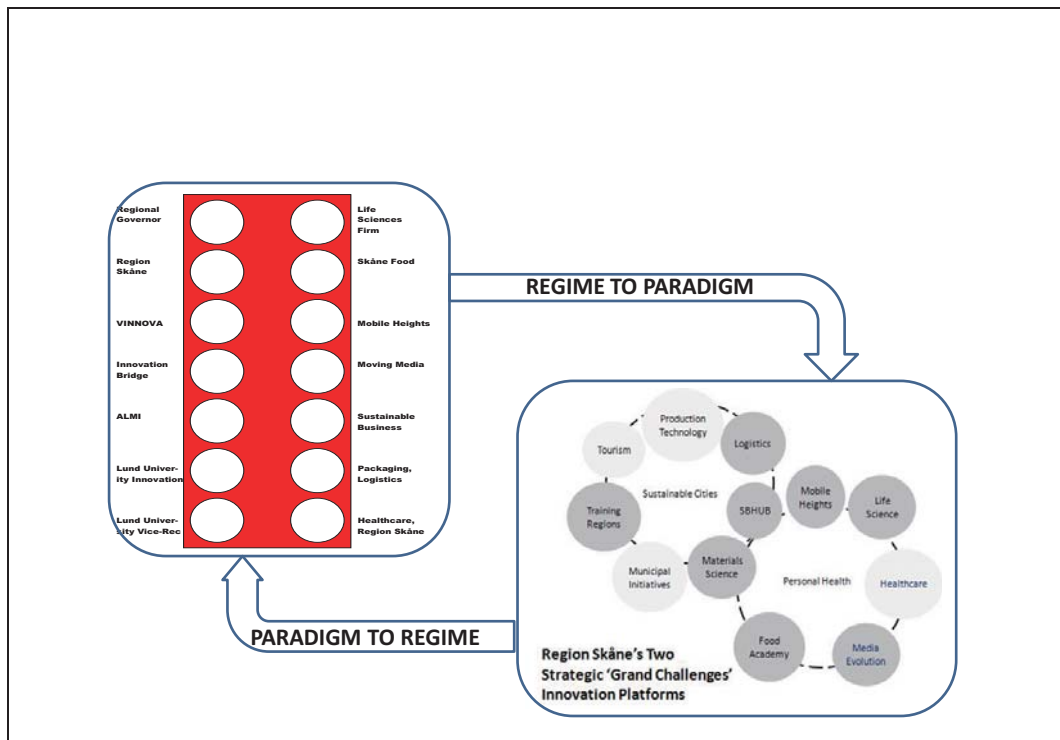 Regional
Governor
Region
Skåne
VINNOVA
Innovation
Bridge
ALMI
Lund Univer-
ity Innovation
Lund Univer-
sity Vice-Rec
Life
Sciences
Firm
Skåne Food
Mobile Heights
Moving Media
Sustainable
Business
Packaging,
Logistics
Healthcare,
Region Skåne
REGIME TO PARADIGM
PARADIGM TO REGIME
Production
Technology
Tourism
Logistics
Sustainable Cities
Training
Regions
SBHUB
Mobile
Heights
Life
Science
Municipal
Initiatives
Materials
Science
Personal Health
Healthcare
Food
Academy
Media
Evolution
Region Skåne's Two
Strategic 'Grand Challenges'
Innovation Platforms